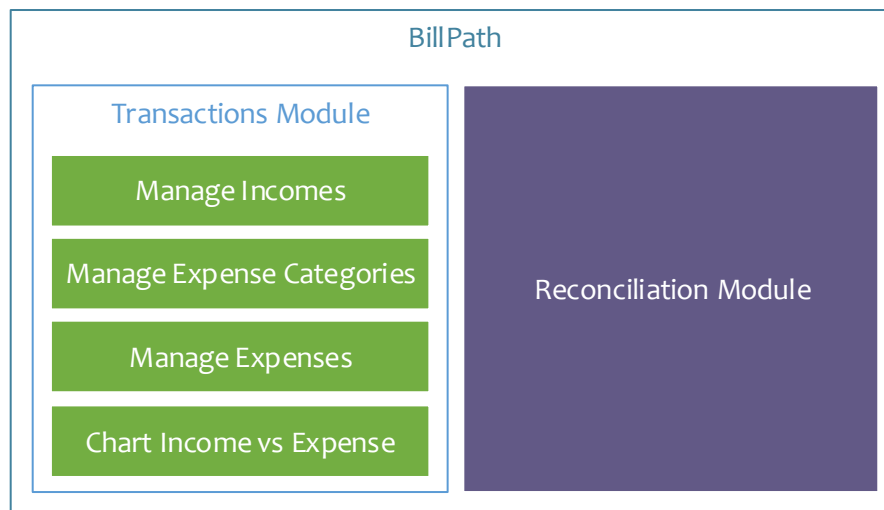 BillPath
Transactions Module
Manage Incomes
Manage Expense Categories
Manage Expenses
Chart Income vs Expense
Reconciliation Module